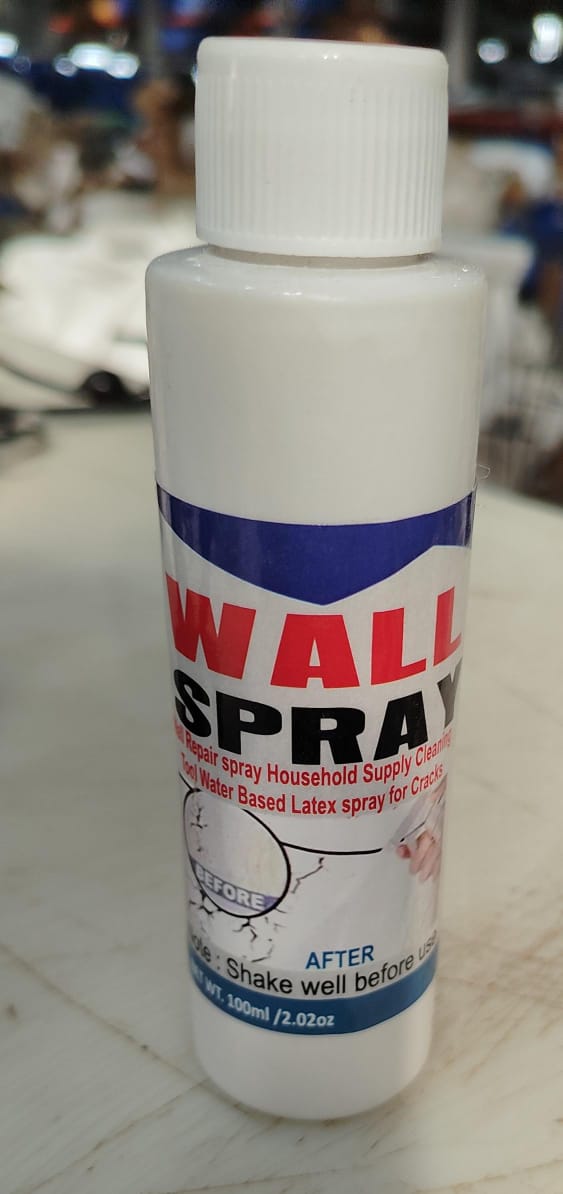 WALL
SPRAY
Repair spray Household Supply Cleaning
Tool Water Based Latex spray for Cracks
BEFORE
AFTER
: Shake well before use
WT. 100ml /2.02oz